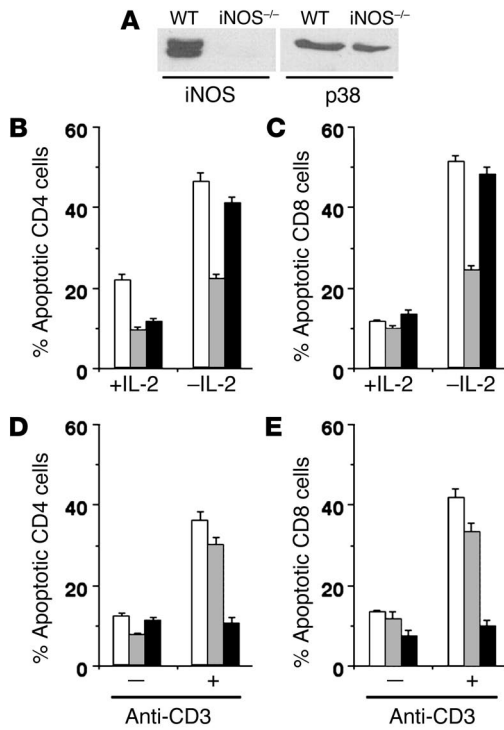 A
WT iNOS–/– WT iNOS–/–
iNOS p38
B
% Apoptotic CD4 cells
60
40
20
0
+IL-2 –IL-2
C
% Apoptotic CD8 cells
60
40
20
0
+IL-2 –IL-2
D
% Apoptotic CD4 cells
60
40
20
0
– +
Anti-CD3
E
% Apoptotic CD8 cells
60
40
20
0
– +
Anti-CD3